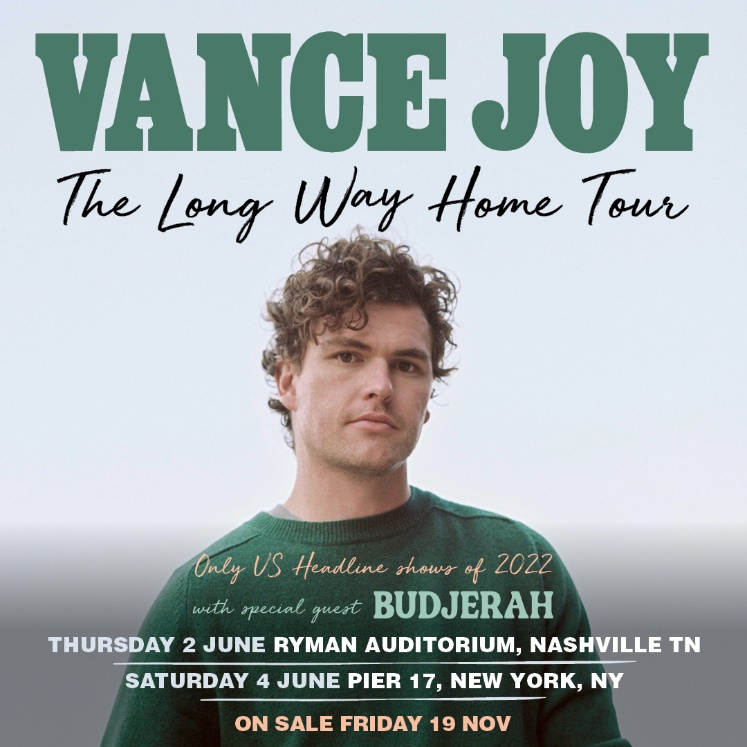 VANCE JOY
The Long Way Home Tour
Only US Headline shows of 2022
with special guest BUDJERAH
THURSDAY 2 JUNE RYMAN AUDITORIUM, NASHVILLE TN
SATURDAY 4 JUNE PIER 17, NEW YORK, NY
ON SALE FRIDAY 19 NOV